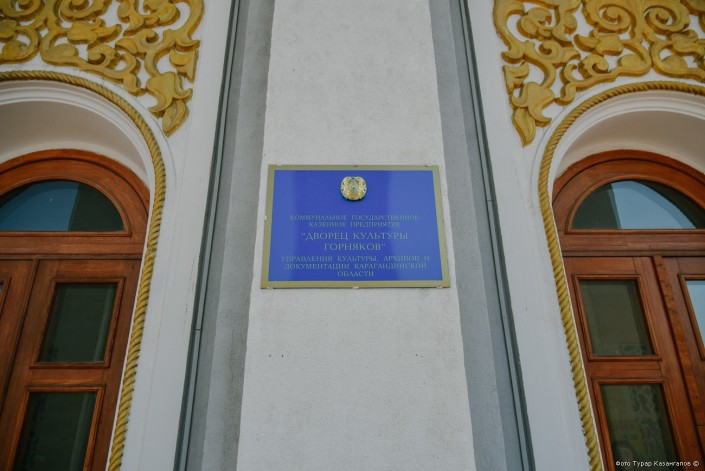 КОММУНАЛЬНОЕ ГОСУДАРСТВЕННОЕ
КАЗЕННОЕ ПРЕДПРИЯТИЕ
"ДВОРЕЦ КУЛЬТУРЫ
ГОРНЯКОВ"
УПРАВЛЕНИЯ КУЛЬТУРЫ, АРХИВОВ И
ДОКУМЕНТАЦИИ КАРАГАНДИНСКОЙ
ОБЛАСТИ
Фото Турар Казангапов ©